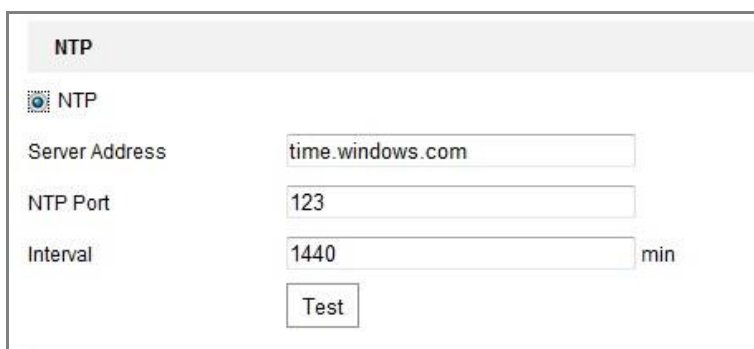 NTP
NTP
Server Address time.windows.com
NTP Port 123
Interval 1440 min
Test